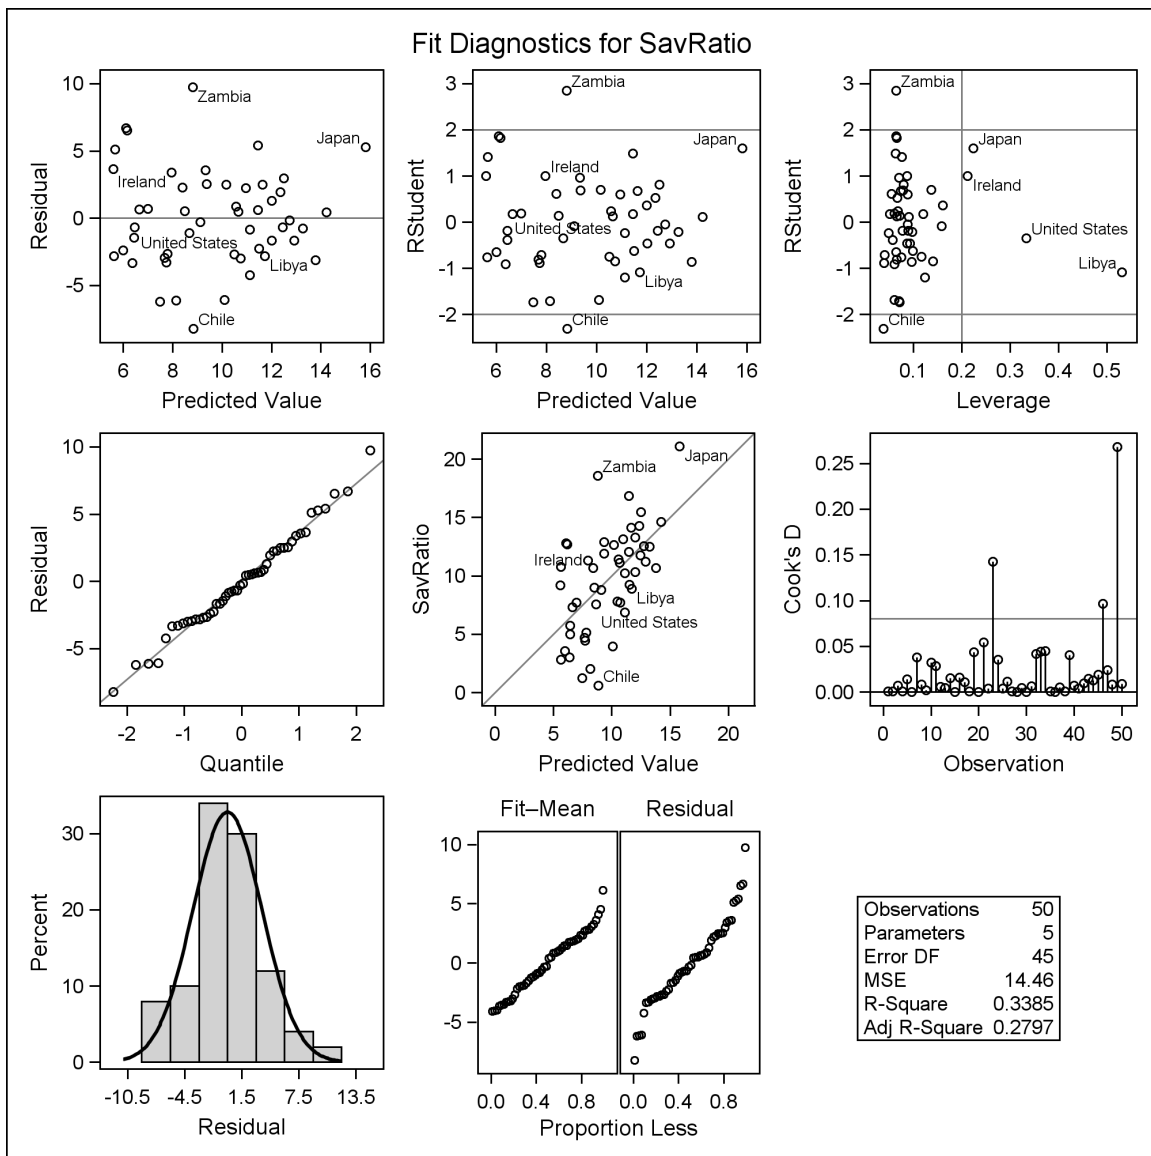 Fit Diagnostics for SavRatio
10
5
0
-5
Residual
Zambia
Japan
Ireland
United States
Libya
Chile
6 8 10 12 14 16
Predicted Value
3
2
1
0
-1
-2
RStudent
Zambia
Japan
Ireland
United States
Libya
Chile
6 8 10 12 14 16
Predicted Value
3
2
1
0
-1
-2
RStudent
Zambia
Japan
Ireland
United States
Libya
Chile
0.1 0.2 0.3 0.4 0.5
Leverage
10
5
0
-5
Residual
-2 -1 0 1 2
Quantile
20
15
10
5
0
SavRatio
Zambia
Japan
Ireland
Libya
United States
Chile
0 5 10 15 20
Predicted Value
0.25
0.20
0.15
0.10
0.05
0.00
Cook's D
0 10 20 30 40 50
Observation
30
20
10
0
Percent
-10.5 -4.5 1.5 7.5 13.5
Residual
Fit–Mean Residual
10
5
0
-5
0.0 0.4 0.8 0.0 0.4 0.8
Proportion Less
Observations 50
Parameters 5
Error DF 45
MSE 14.46
R-Square 0.3385
Adj R-Square 0.2797